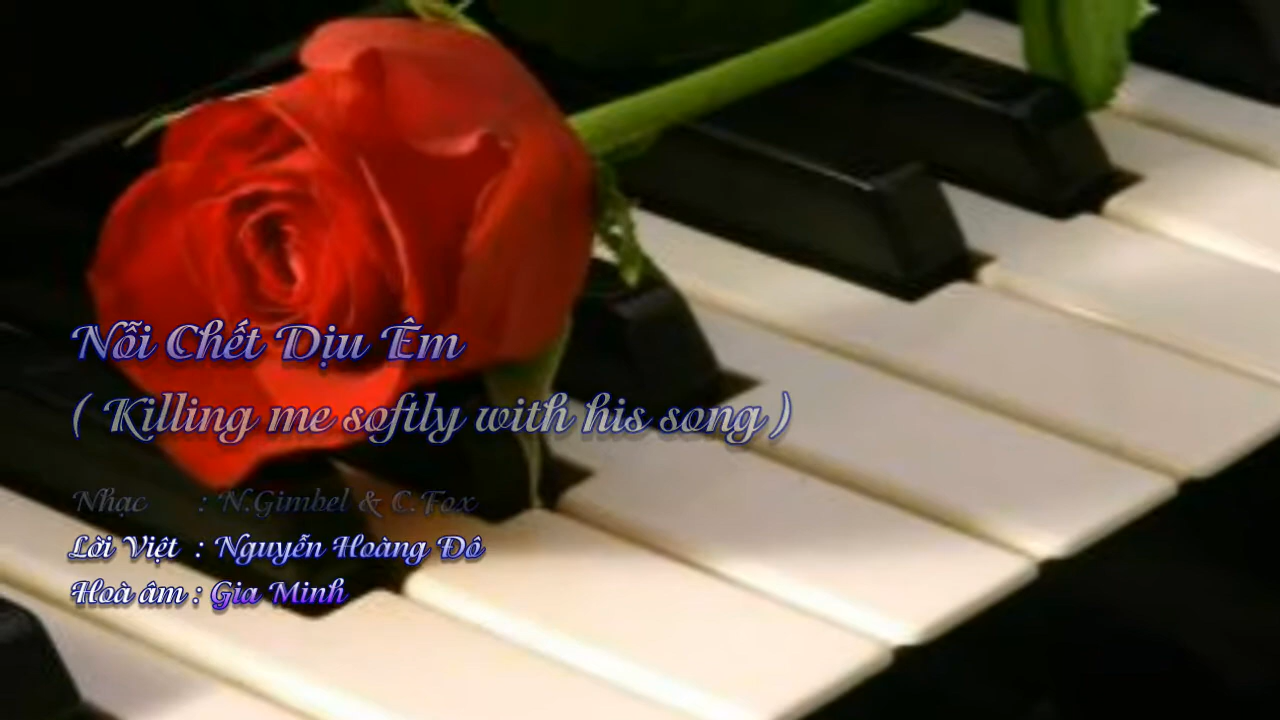 Nỗi Chết Dịu Êm
( Killing me softly with his song )
Nhạc : N.Gimbel & C.Fox
Lời Việt : Nguyễn Hoàng Đô
Hoà âm : Gia Minh